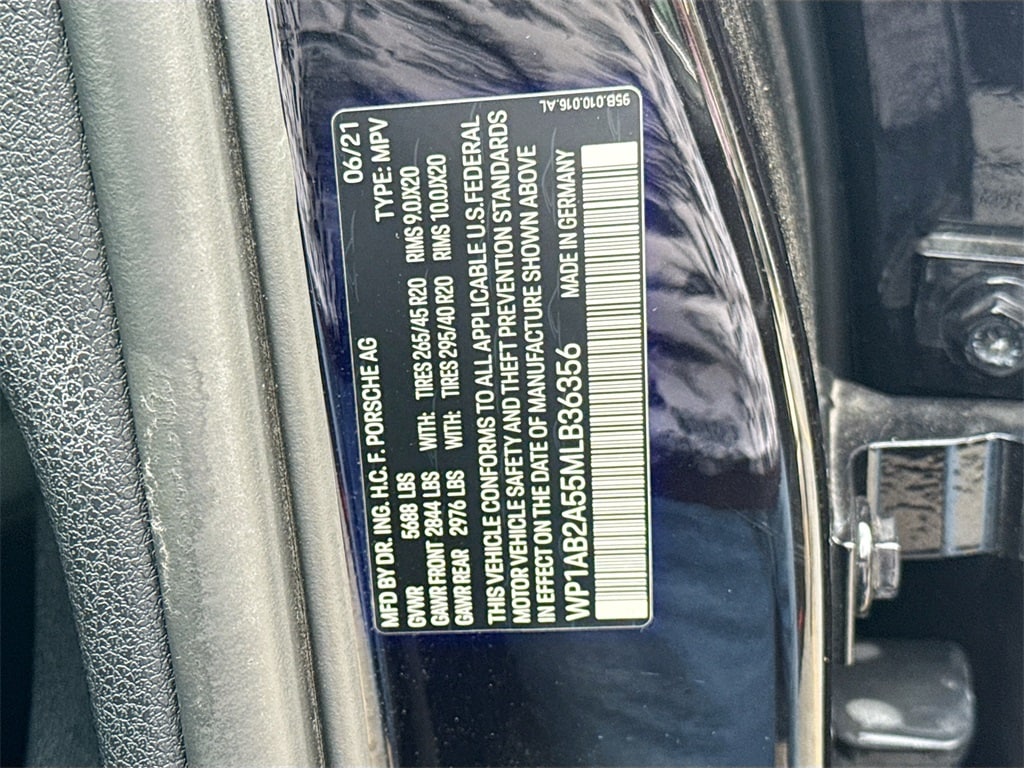 MFD BY DR. ING. H.C. F. PORSCHE AG 06/21
GVWR 5688 LBS TYPE: MPV
GAWR FRONT 2844 LBS WITH: TIRES 265/45 R20 RIMS 9.0JX20
GAWR REAR 2976 LBS WITH: TIRES 295/40 R20 RIMS 10.0JX20
THIS VEHICLE CONFORMS TO ALL APPLICABLE U.S. FEDERAL
MOTOR VEHICLE SAFETY AND THEFT PREVENTION STANDARDS
IN EFFECT ON THE DATE OF MANUFACTURE SHOWN ABOVE
WP1AB2A55MLB36356 MADE IN GERMANY
95B.010.016.AL